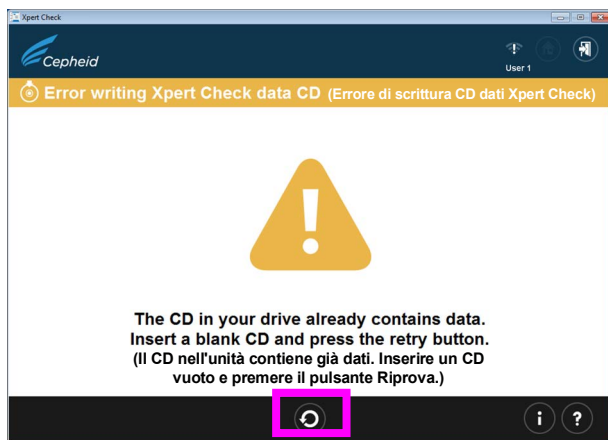 Xpert Check
Cepheid
User 1
Error writing Xpert Check data CD (Errore di scrittura CD dati Xpert Check)
The CD in your drive already contains data.
Insert a blank CD and press the retry button.
(Il CD nell'unità contiene già dati. Inserire un CD
vuoto e premere il pulsante Riprova.)
i ?